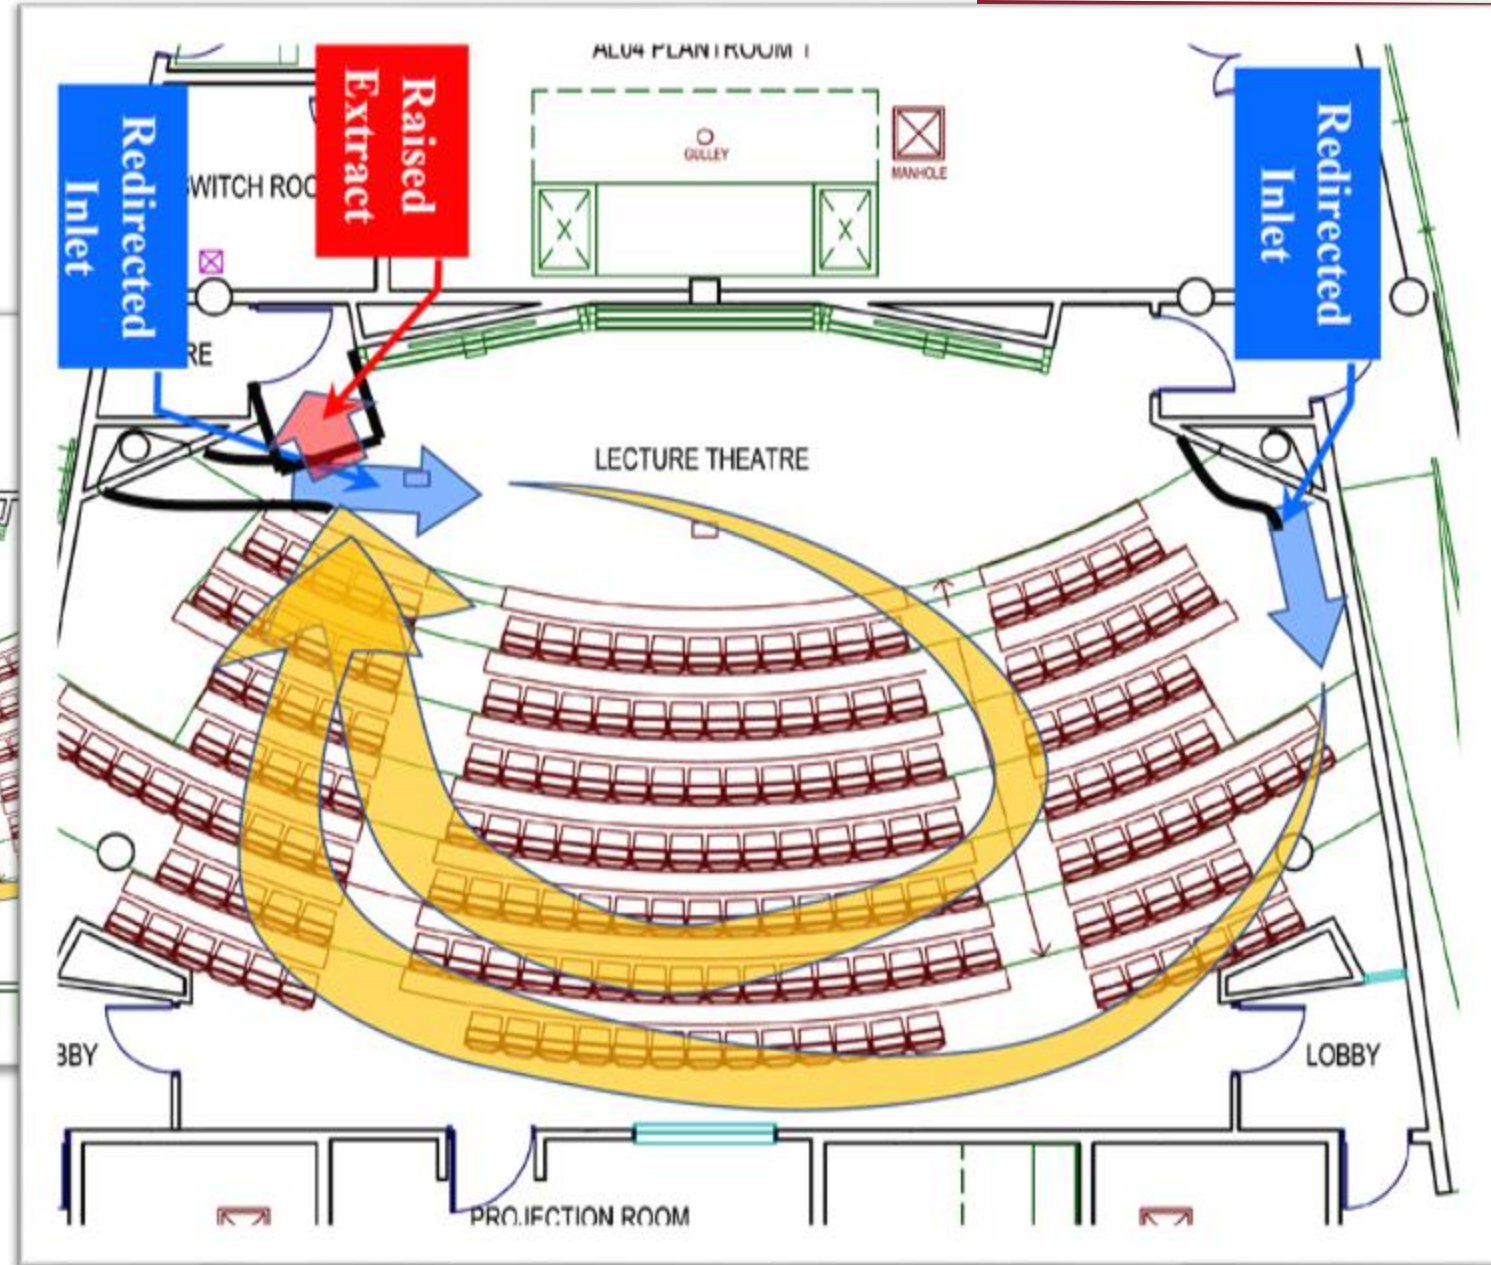 AL04 PLANTROOM 1
Raised
Extract
Redirected
Inlet
Redirected
Inlet
GULLEY
MANHOLE
SWITCH ROO
RE
LECTURE THEATRE
BBY
LOBBY
PROJECTION ROOM